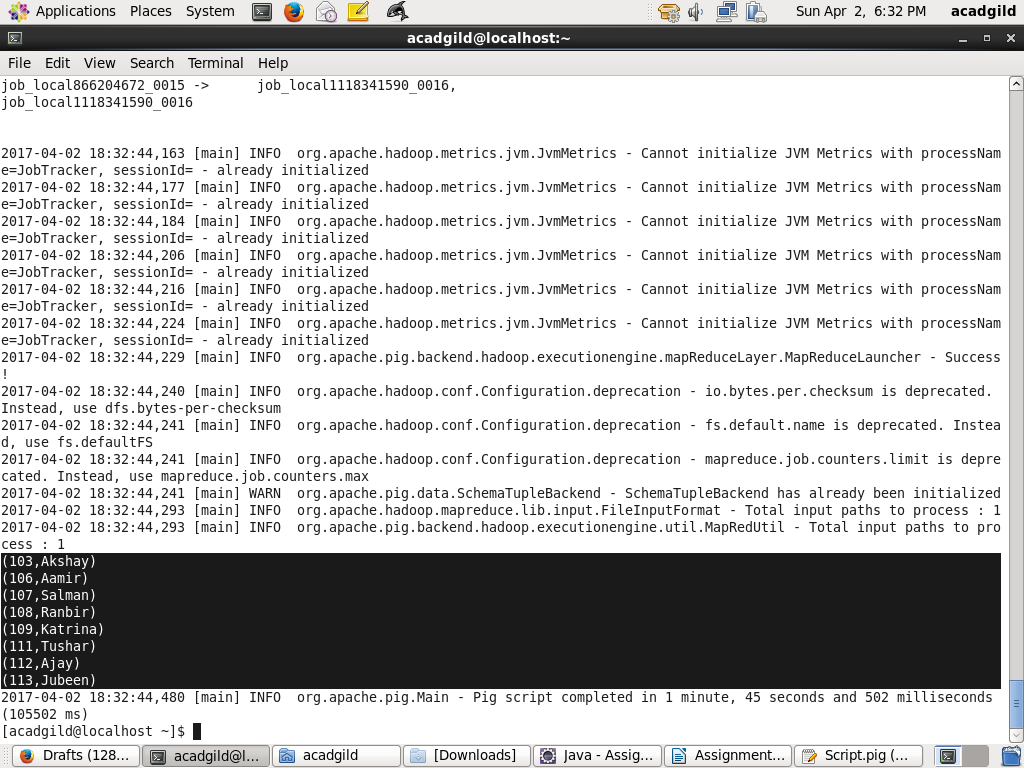 Applications Places System Sun Apr 2, 6:32 PM acadgild
acadgild@localhost:~
File Edit View Search Terminal Help
job_local866204672_0015 -> job_local1118341590_0016,
job_local1118341590_0016
2017-04-02 18:32:44,163 [main] INFO org.apache.hadoop.metrics.jvm.JvmMetrics - Cannot initialize JVM Metrics with processNam
e=JobTracker, sessionId= - already initialized
2017-04-02 18:32:44,177 [main] INFO org.apache.hadoop.metrics.jvm.JvmMetrics - Cannot initialize JVM Metrics with processNam
e=JobTracker, sessionId= - already initialized
2017-04-02 18:32:44,184 [main] INFO org.apache.hadoop.metrics.jvm.JvmMetrics - Cannot initialize JVM Metrics with processNam
e=JobTracker, sessionId= - already initialized
2017-04-02 18:32:44,206 [main] INFO org.apache.hadoop.metrics.jvm.JvmMetrics - Cannot initialize JVM Metrics with processNam
e=JobTracker, sessionId= - already initialized
2017-04-02 18:32:44,216 [main] INFO org.apache.hadoop.metrics.jvm.JvmMetrics - Cannot initialize JVM Metrics with processNam
e=JobTracker, sessionId= - already initialized
2017-04-02 18:32:44,224 [main] INFO org.apache.hadoop.metrics.jvm.JvmMetrics - Cannot initialize JVM Metrics with processNam
e=JobTracker, sessionId= - already initialized
2017-04-02 18:32:44,229 [main] INFO org.apache.pig.backend.hadoop.executionengine.mapReduceLayer.MapReduceLauncher - Success
!
2017-04-02 18:32:44,240 [main] INFO org.apache.hadoop.conf.Configuration.deprecation - io.bytes.per.checksum is deprecated.
Instead, use dfs.bytes-per-checksum
2017-04-02 18:32:44,241 [main] INFO org.apache.hadoop.conf.Configuration.deprecation - fs.default.name is deprecated. Instea
d, use fs.defaultFS
2017-04-02 18:32:44,241 [main] INFO org.apache.hadoop.conf.Configuration.deprecation - mapreduce.job.counters.limit is depre
cated. Instead, use mapreduce.job.counters.max
2017-04-02 18:32:44,241 [main] WARN org.apache.pig.data.SchemaTupleBackend - SchemaTupleBackend has already been initialized
2017-04-02 18:32:44,293 [main] INFO org.apache.hadoop.mapreduce.lib.input.FileInputFormat - Total input paths to process : 1
2017-04-02 18:32:44,293 [main] INFO org.apache.pig.backend.hadoop.executionengine.util.MapRedUtil - Total input paths to pro
cess : 1
(103,Akshay)
(106,Aamir)
(107,Salman)
(108,Ranbir)
(109,Katrina)
(111,Tushar)
(112,Ajay)
(113,Jubeen)
2017-04-02 18:32:44,480 [main] INFO org.apache.pig.Main - Pig script completed in 1 minute, 45 seconds and 502 milliseconds
(105502 ms)
[acadgild@localhost ~]$
Drafts (128... acadgild@l... acadgild [Downloads] Java - Assig... Assignment... Script.pig (...